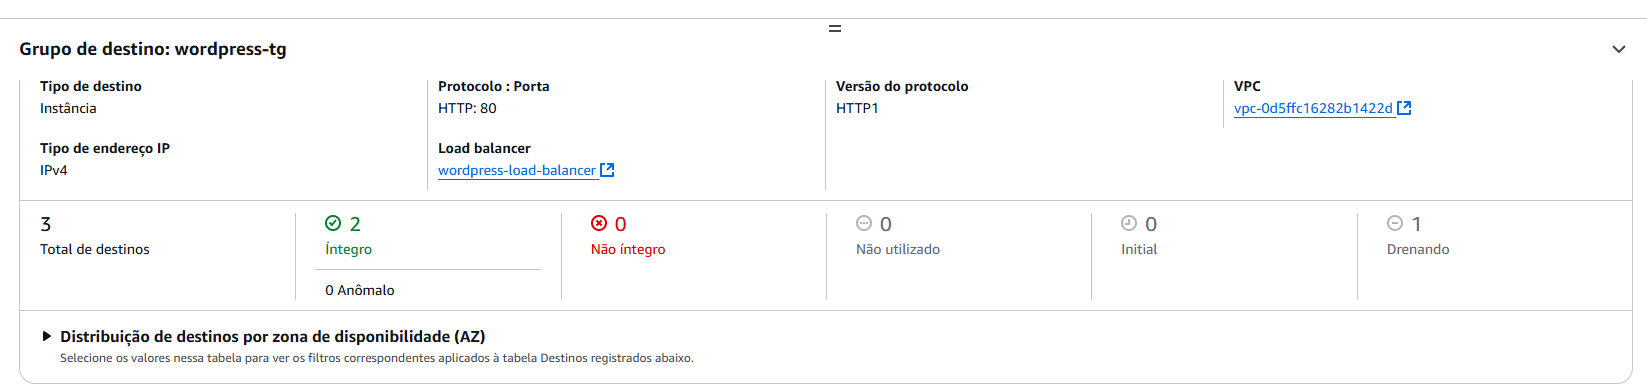 Grupo de destino: wordpress-tg
Tipo de destino
Instância
Protocolo : Porta
HTTP: 80
Versão do protocolo
HTTP1
VPC
vpc-0d5ffc16282b1422d
Tipo de endereço IP
IPv4
Load balancer
wordpress-load-balancer
3
Total de destinos
2
Íntegro
0 Anômalo
0
Não íntegro
0
Não utilizado
0
Initial
1
Drenando
Distribuição de destinos por zona de disponibilidade (AZ)
Selecione os valores nessa tabela para ver os filtros correspondentes aplicados à tabela Destinos registrados abaixo.